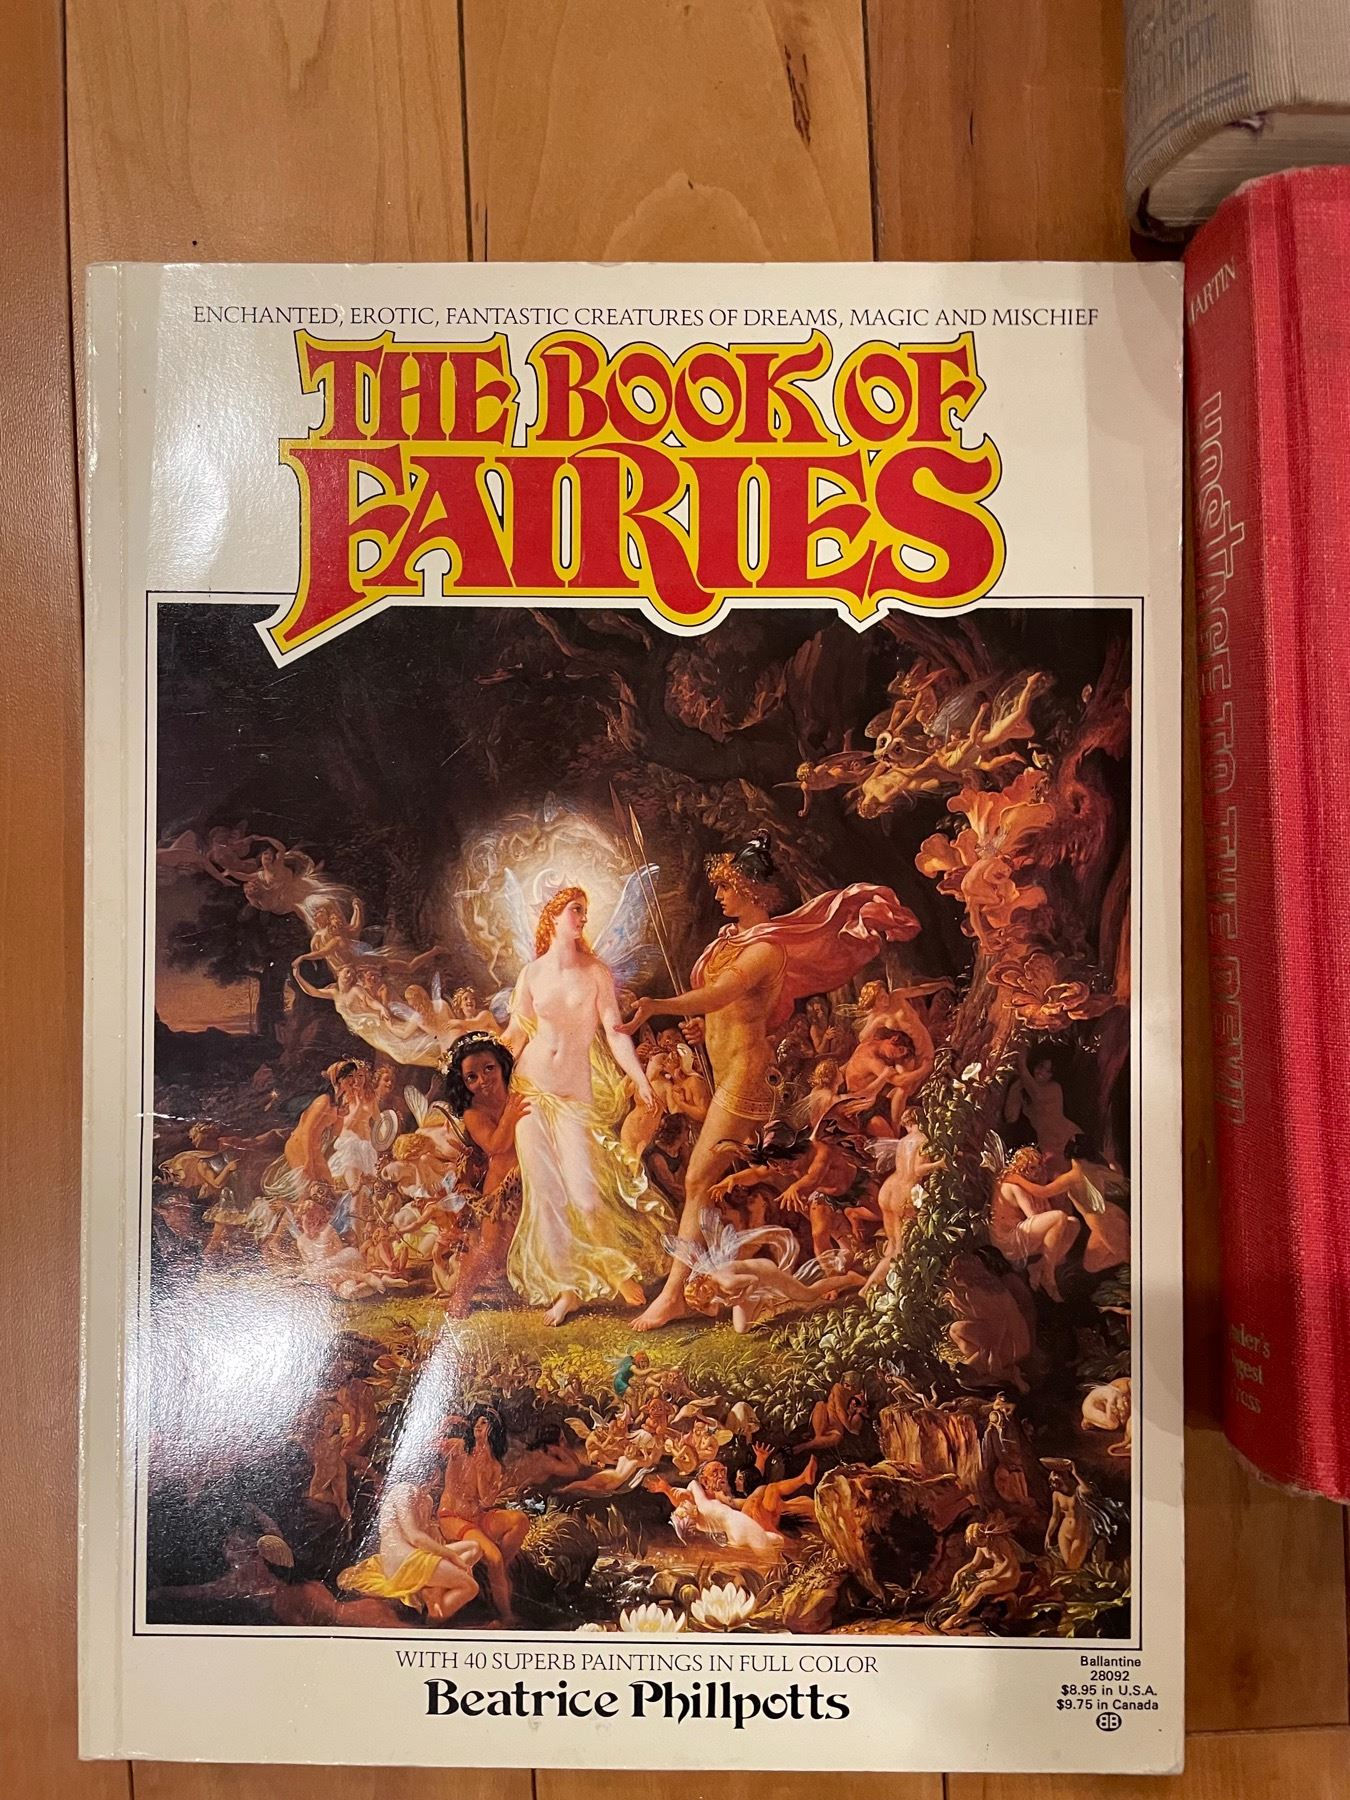 ENCHANTED, EROTIC, FANTASTIC CREATURES OF DREAMS, MAGIC AND MISCHIEF
THE BOOK OF
FAIRIES
WITH 40 SUPERB PAINTINGS IN FULL COLOR
Beatrice Phillpotts
Ballantine
28092
$8.95 in U.S.A.
$9.75 in Canada
BB
MARTIN
HOSTAGE TO THE DEVIL